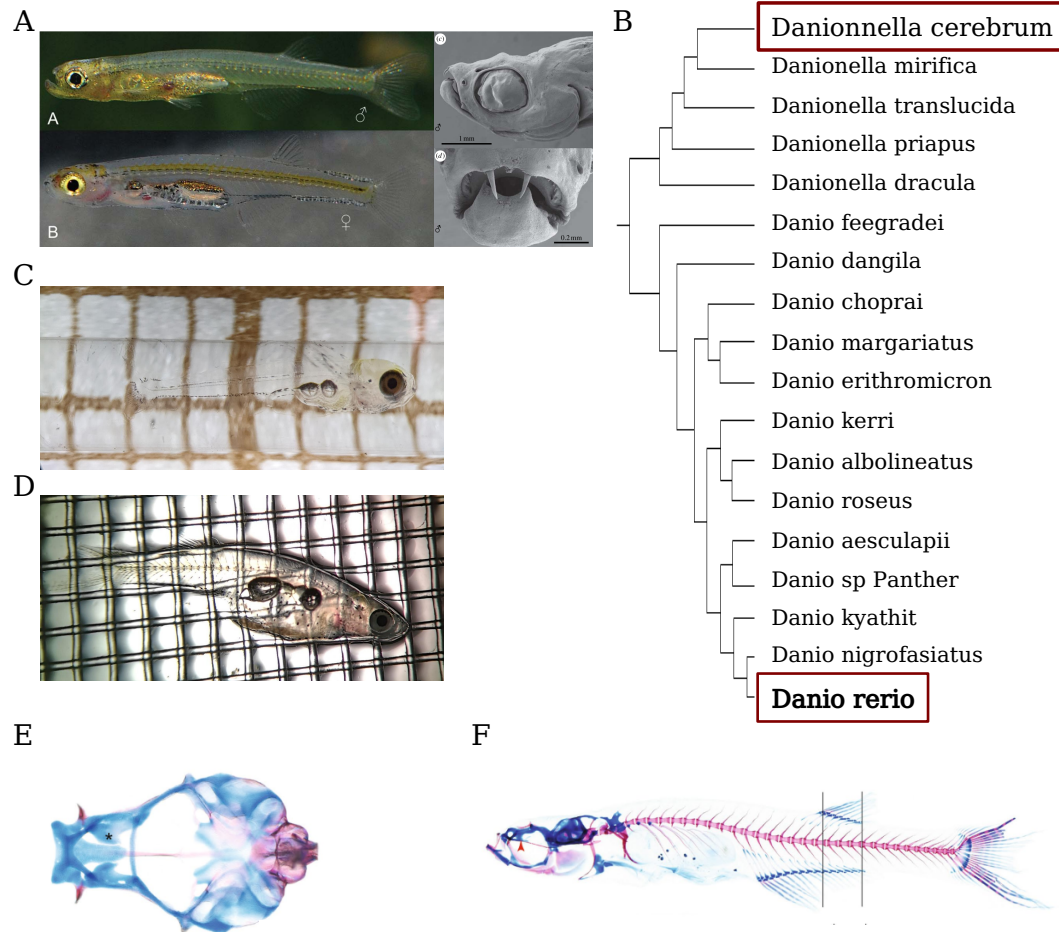 A
A
♂
B
♀
(c)
♂
1 mm
(d)
♂
0.2 mm
B
Danionnella cerebrum
Danionella mirifica
Danionella translucida
Danionella priapus
Danionella dracula
Danio feegradei
Danio dangila
Danio choprai
Danio margariatus
Danio erithromicron
Danio kerri
Danio albolineatus
Danio roseus
Danio aesculapii
Danio sp Panther
Danio kyathit
Danio nigrofasiatus
Danio rerio
C
D
E
*
F